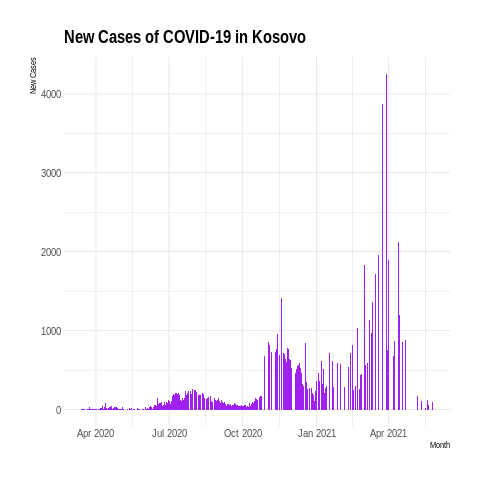 New Cases of COVID-19 in Kosovo
New Cases
4000
3000
2000
1000
0
Apr 2020 Jul 2020 Oct 2020 Jan 2021 Apr 2021
Month